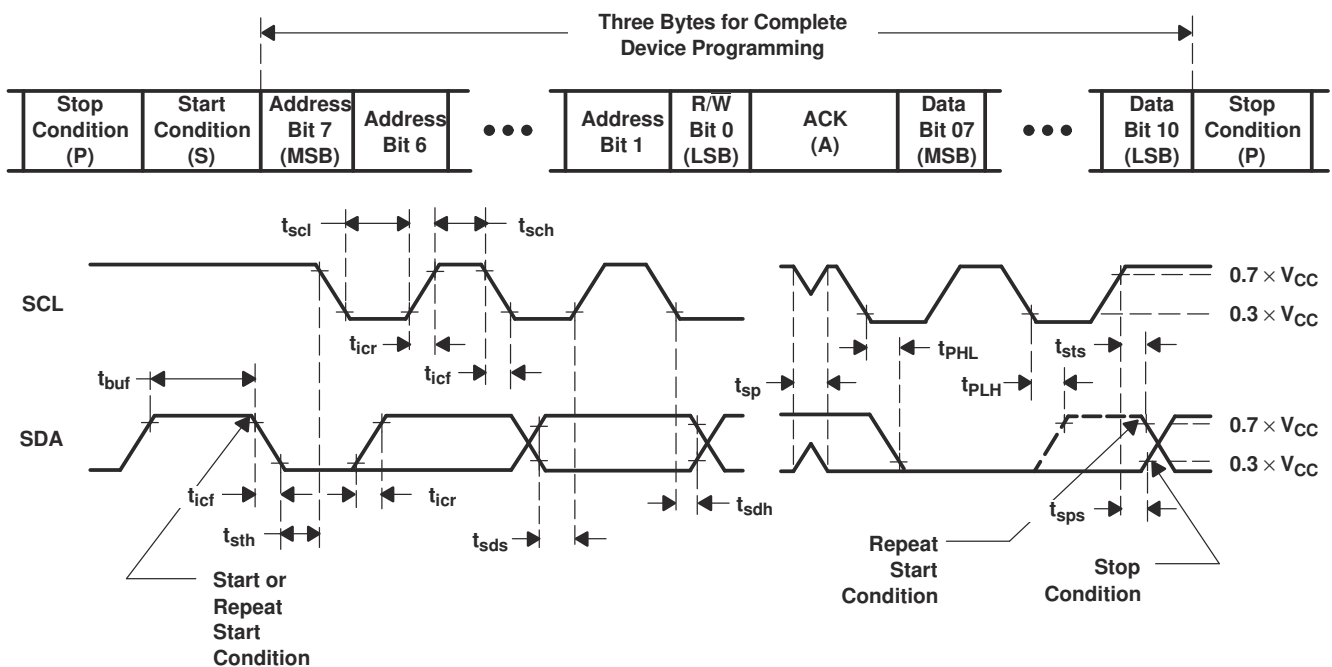 Three Bytes for Complete
Device Programming
Stop
Condition
(P)
Start
Condition
(S)
Address
Bit 7
(MSB)
Address
Bit 6
•••
Address
Bit 1
R/W̅
Bit 0
(LSB)
ACK
(A)
Data
Bit 07
(MSB)
•••
Data
Bit 10
(LSB)
Stop
Condition
(P)
tscl
tsch
SCL
0.7 × VCC
0.3 × VCC
ticr
ticf
tPHL
tsts
tbuf
tsp
tPLH
SDA
0.7 × VCC
0.3 × VCC
ticf
ticr
tsdh
tsth
tsds
tsps
Start or
Repeat
Start
Condition
Repeat
Start
Condition
Stop
Condition